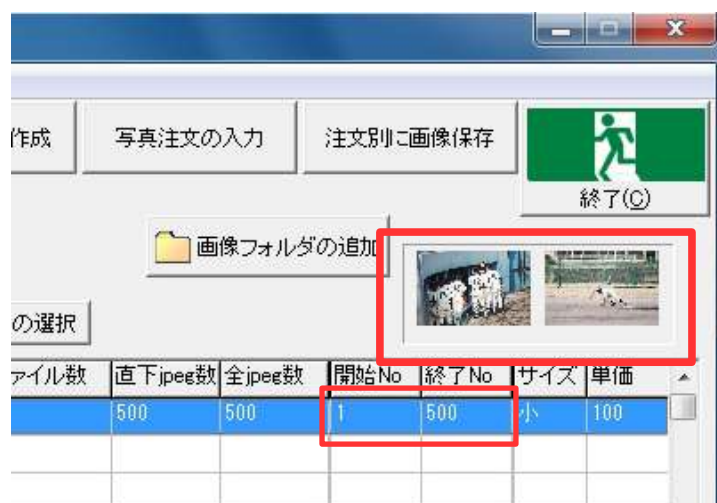 作成
写真注文の入力
注文別に画像保存
終了(C)
画像フォルダの追加
の選択
ァイル数 直下jpeg数 全jpeg数 開始No 終了No サイズ 単価
500 500 1 500 小 100